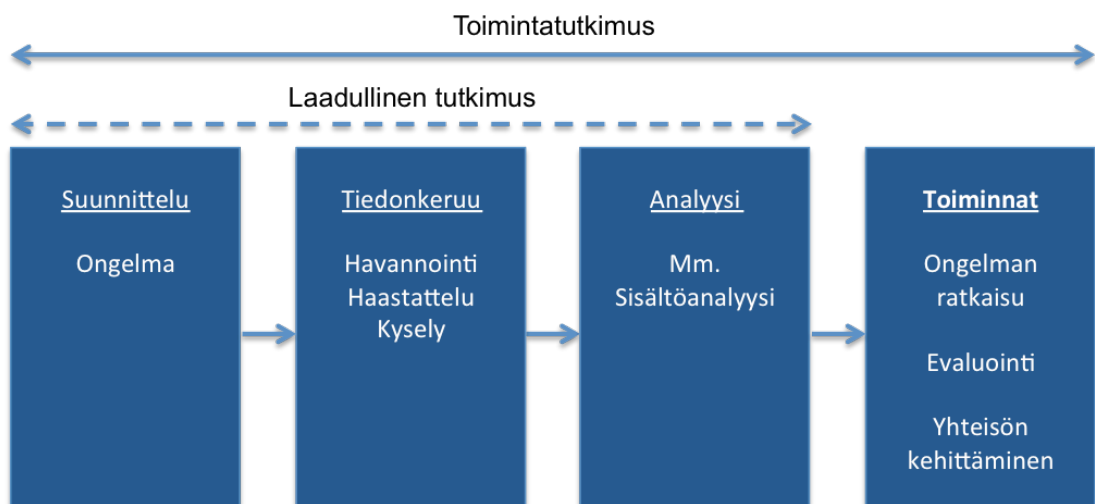 Toimintatutkimus
Laadullinen tutkimus
Suunnittelu
Ongelma
Tiedonkeruu
Havannointi
Haastattelu
Kysely
Analyysi
Mm.
Sisältöanalyysi
Toiminnat
Ongelman
ratkaisu
Evaluointi
Yhteisön
kehittäminen